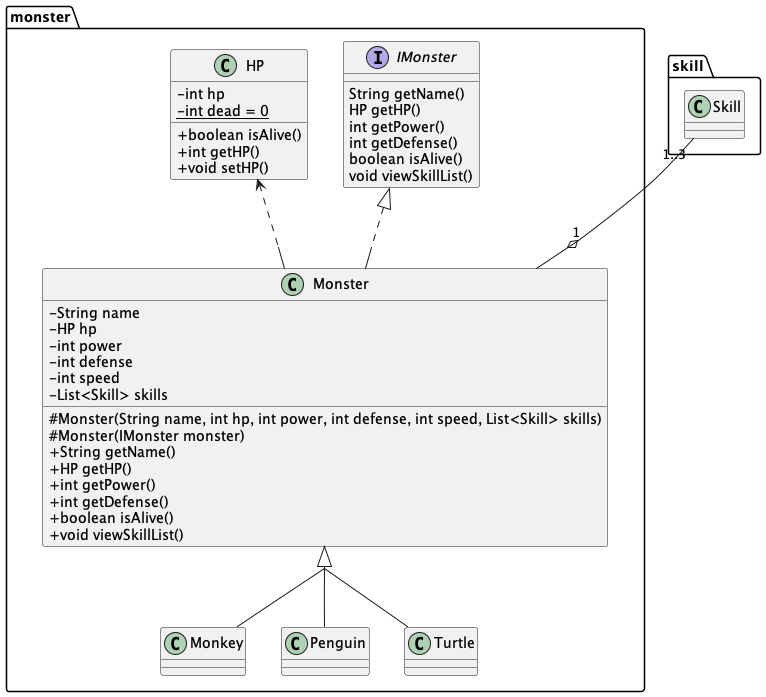 monster
C HP
-int hp
-int dead = 0
+boolean isAlive()
+int getHP()
+void setHP()
I IMonster
String getName()
HP getHP()
int getPower()
int getDefense()
boolean isAlive()
void viewSkillList()
skill
C Skill
1..3
1
C Monster
-String name
-HP hp
-int power
-int defense
-int speed
-List<Skill> skills
#Monster(String name, int hp, int power, int defense, int speed, List<Skill> skills)
#Monster(IMonster monster)
+String getName()
+HP getHP()
+int getPower()
+int getDefense()
+boolean isAlive()
+void viewSkillList()
C Monkey
C Penguin
C Turtle